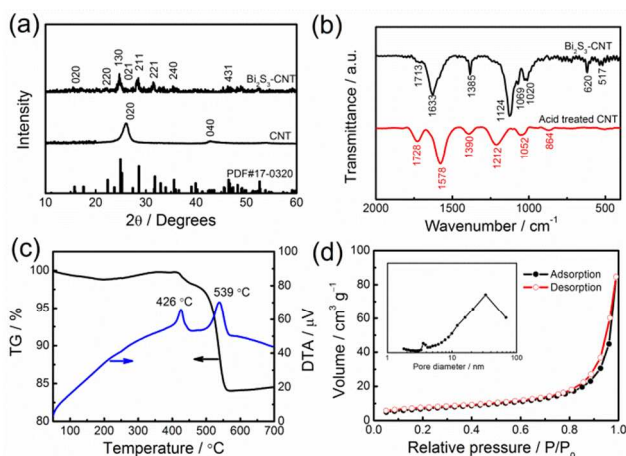 (a)
Bi2S3-CNT
020
220
130
021
211
221
240
431
CNT
020
040
PDF#17-0320
Intensity
10 20 30 40 50 60
2θ / Degrees
(b)
Bi2S3-CNT
1713
1633
1385
1124
1069
1020
620
517
Acid treated CNT
1728
1578
1390
1212
1052
864
Transmittance / a.u.
2000 1500 1000 500
Wavenumber / cm-1
(c)
426 °C
539 °C
TG / %
100
95
90
85
80
DTA / μV
100
80
60
40
20
0
100 200 300 400 500 600 700
Temperature / °C
(d)
Adsorption
Desorption
1 10 100
Pore diameter / nm
Volume / cm3 g-1
100
80
60
40
20
0
0.0 0.2 0.4 0.6 0.8 1.0
Relative pressure / P/P0